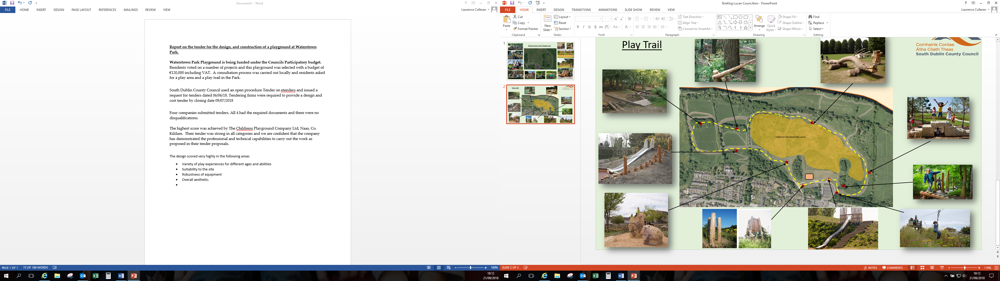 Document1 - Word
FILE HOME INSERT DESIGN PAGE LAYOUT REFERENCES MAILINGS REVIEW VIEW
Laurence Colleran
Report on the tender for the design, and construction of a playground at Waterstown
Park.
Waterstown Park Playground is being funded under the Councils Participatory budget.
Residents voted on a number of projects and this playground was selected with a budget of
€120,000 including VAT. A consultation process was carried out locally and residents asked
for a play area and a play trail in the Park.
South Dublin County Council used an open procedure Tender on etenders and issued a
request for tenders dated 06/06/18. Tendering firms were required to provide a design and
cost tender by closing date 09/07/2018
Four companies submitted tenders. All 4 had the required documents and there were no
disqualifications.
The highest score was achieved by The Childrens Playground Company Ltd, Naas, Co.
Kildare. Their tender was strong in all categories and we are confident that the company
has demonstrated the professional and technical capabilities to carry out the work as
proposed in their tender proposals.
The design scored very highly in the following areas
• Variety of play experiences for different ages and abilities
• Suitability to the site
• Robustness of equipment
• Overall aesthetic.
•
PAGE 1 OF 1 73 OF 188 WORDS
100%
18:12
21/09/2018
Briefing Lucan Councillors - PowerPoint
FILE HOME INSERT DESIGN TRANSITIONS ANIMATIONS SLIDE SHOW REVIEW VIEW
Laurence Colleran
Paste
Cut
Copy
Format Painter
Clipboard
New
Slide
Layout
Reset
Section
Slides
B I U S abc AV Aa A
Font
Text Direction
Align Text
Convert to SmartArt
Paragraph
Arrange
Quick
Styles
Shape Fill
Shape Outline
Shape Effects
Drawing
Find
Replace
Select
Editing
1
Waterstown Park Playground
2
Play Trail
Play Trail
Comhairle Contae
Átha Cliath Theas
South Dublin County Council
Highest biodiversity area
SLIDE 2 OF 2
NOTES COMMENTS
116%
18:12
21/09/2018